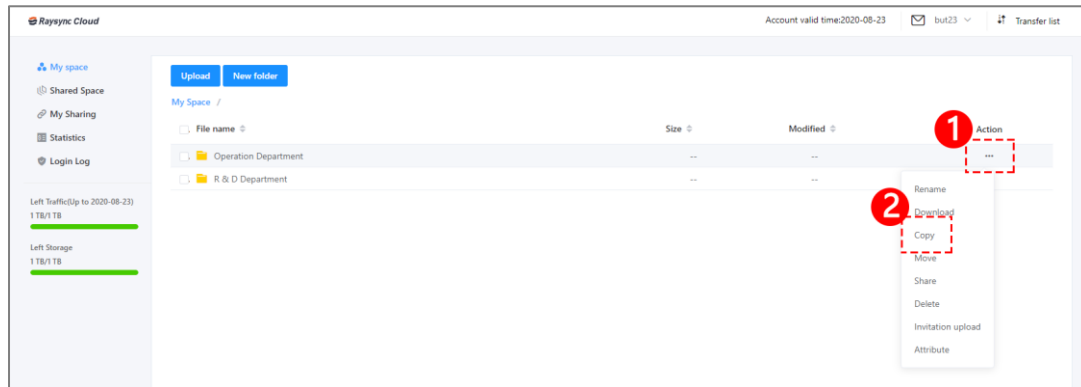 Raysync Cloud
Account valid time:2020-08-23
but23
Transfer list
My space
Shared Space
My Sharing
Statistics
Login Log
Left Traffic(Up to 2020-08-23)
1 TB/1 TB
Left Storage
1 TB/1 TB
Upload New folder
My Space /
File name Size Modified Action
1
Operation Department -- -- ···
R & D Department -- --
Rename
2
Download
Copy
Move
Share
Delete
Invitation upload
Attribute